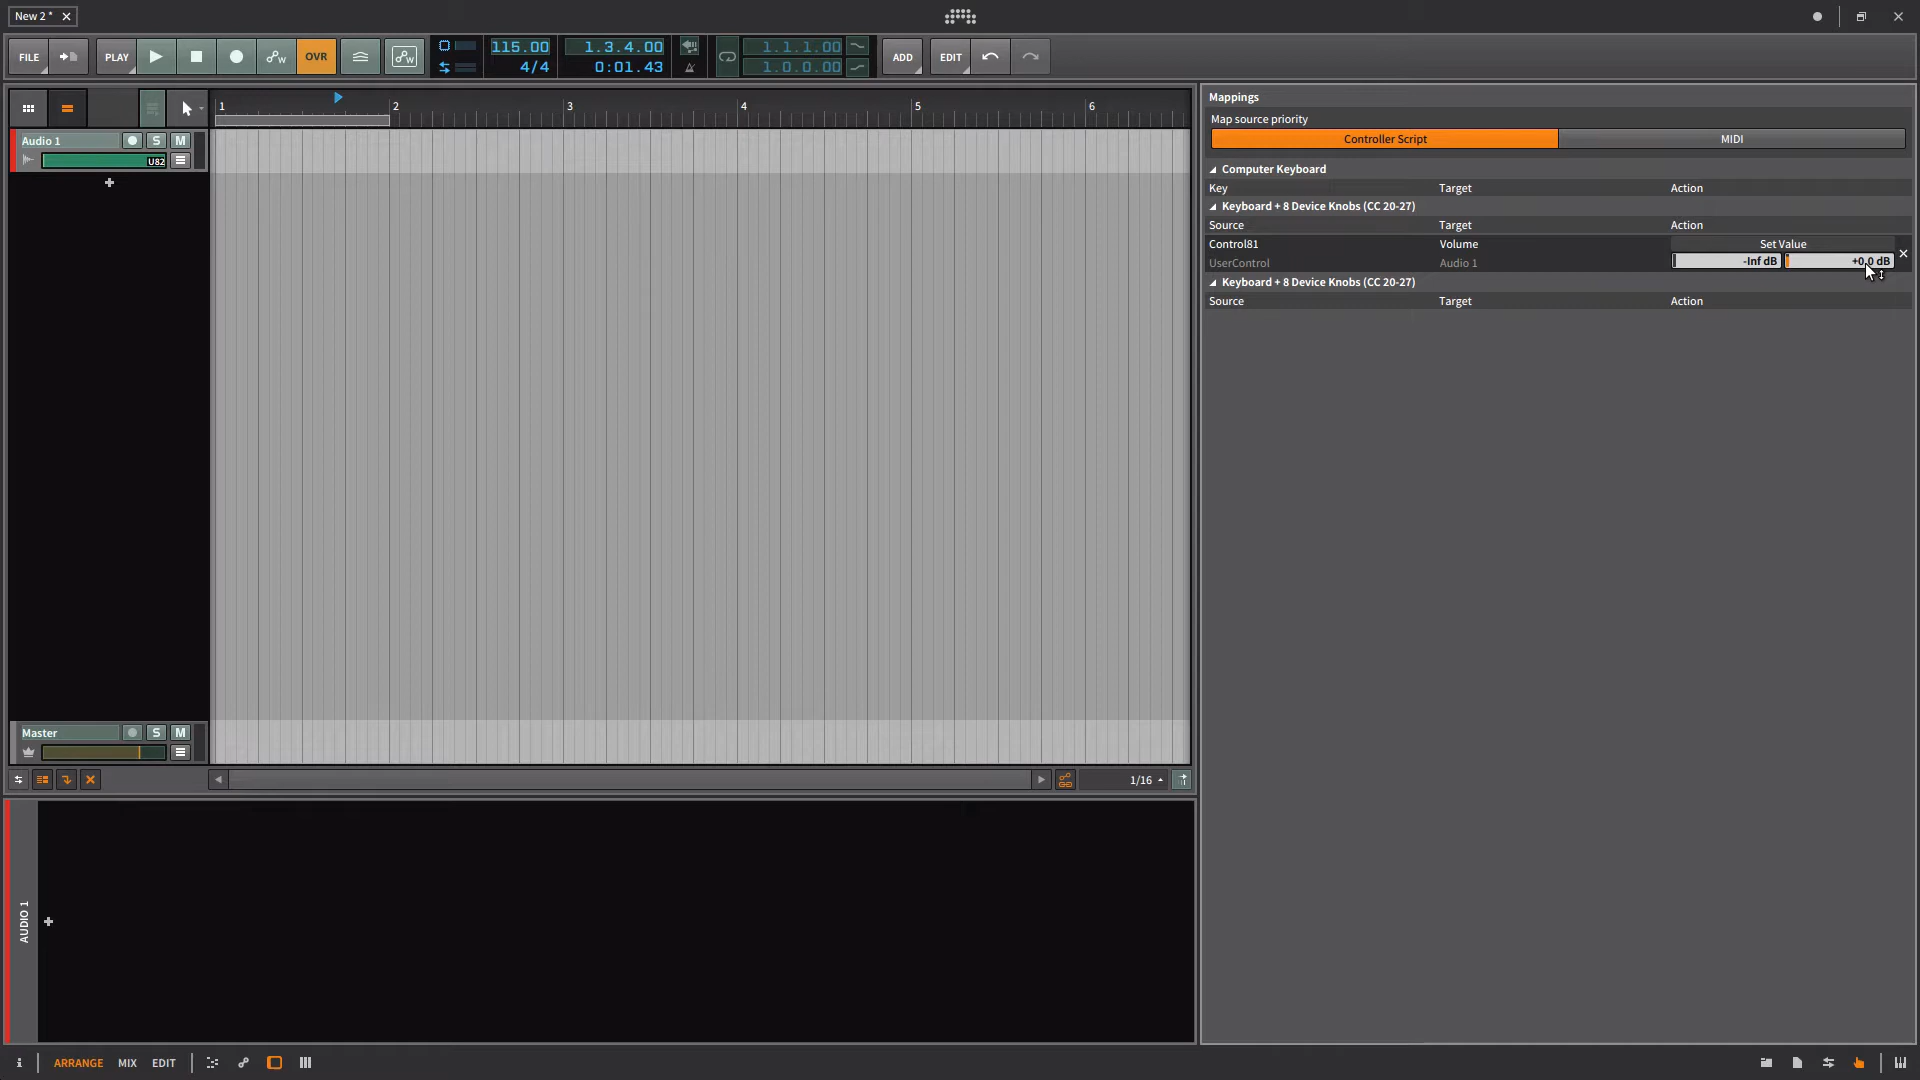 New 2 *
FILE
PLAY
OVR
115.00
4/4
1.3.4.00
0:01.43
1.1.1.00
1.0.0.00
ADD
EDIT
1
2
3
4
5
6
Audio 1
S
M
U82
Master
S
M
1/16
AUDIO 1
Mappings
Map source priority
Controller Script
MIDI
Computer Keyboard
Key
Target
Action
Keyboard + 8 Device Knobs (CC 20-27)
Source
Target
Action
Control81
Volume
Set Value
UserControl
Audio 1
-Inf dB
+0.0 dB
Keyboard + 8 Device Knobs (CC 20-27)
Source
Target
Action
ARRANGE
MIX
EDIT